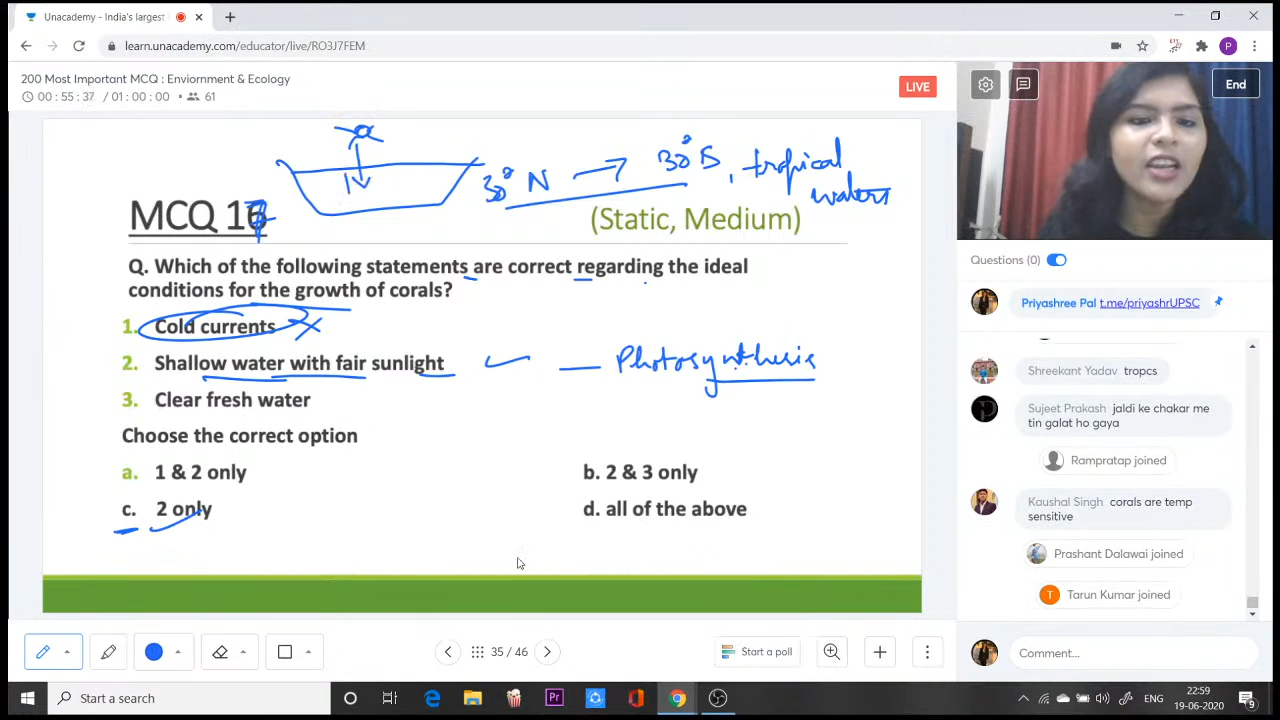 Unacademy - India's largest
learn.unacademy.com/educator/live/RO3J7FEM
200 Most Important MCQ : Enviornment & Ecology
00 : 55 : 37 / 01 : 00 : 00 • 61
LIVE
End
30° N → 30° S, tropical
waters
MCQ 17
(Static, Medium)
Q. Which of the following statements are correct regarding the ideal
conditions for the growth of corals?
1. Cold currents
2. Shallow water with fair sunlight
Photosynthesis
3. Clear fresh water
Choose the correct option
a. 1 & 2 only
b. 2 & 3 only
c. 2 only
d. all of the above
Questions (0)
Priyashree Pal t.me/priyashrUPSC
Shreekant Yadav tropcs
Sujeet Prakash jaldi ke chakar me
tin galat ho gaya
Rampratap joined
Kaushal Singh corals are temp
sensitive
Prashant Dalawai joined
T Tarun Kumar joined
35 / 46
Start a poll
Comment...
Start a search
Pr
ENG
22:59
19-06-2020